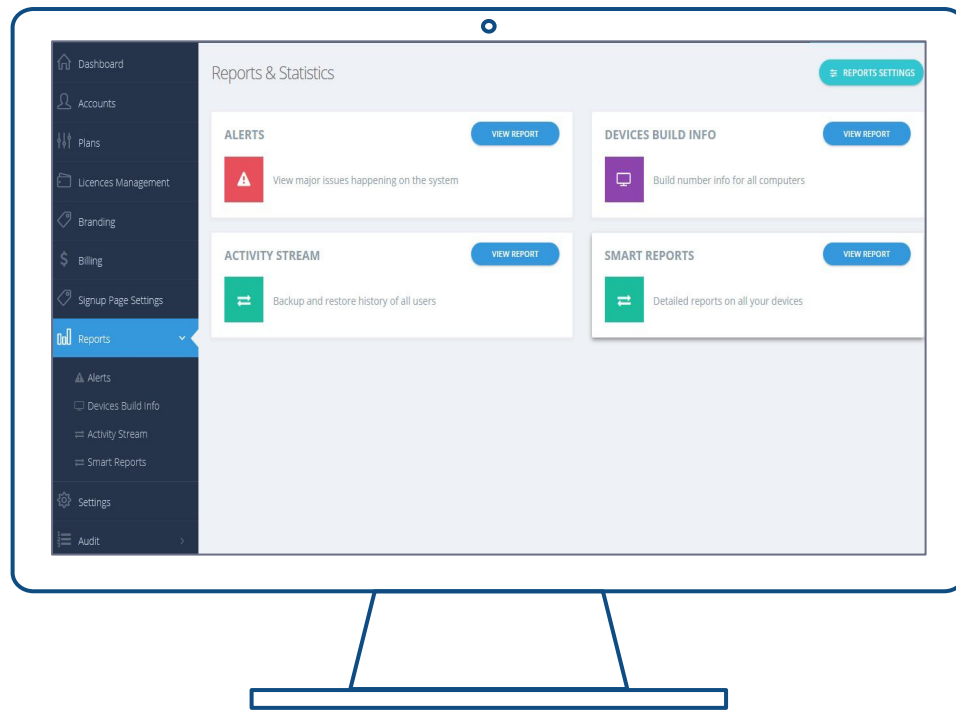 Dashboard
Accounts
Plans
Licences Management
Branding
Billing
Signup Page Settings
Reports
Alerts
Devices Build Info
Activity Stream
Smart Reports
Settings
Audit
Reports & Statistics
REPORTS SETTINGS
ALERTS
VIEW REPORT
View major issues happening on the system
DEVICES BUILD INFO
VIEW REPORT
Build number info for all computers
ACTIVITY STREAM
VIEW REPORT
Backup and restore history of all users
SMART REPORTS
VIEW REPORT
Detailed reports on all your devices